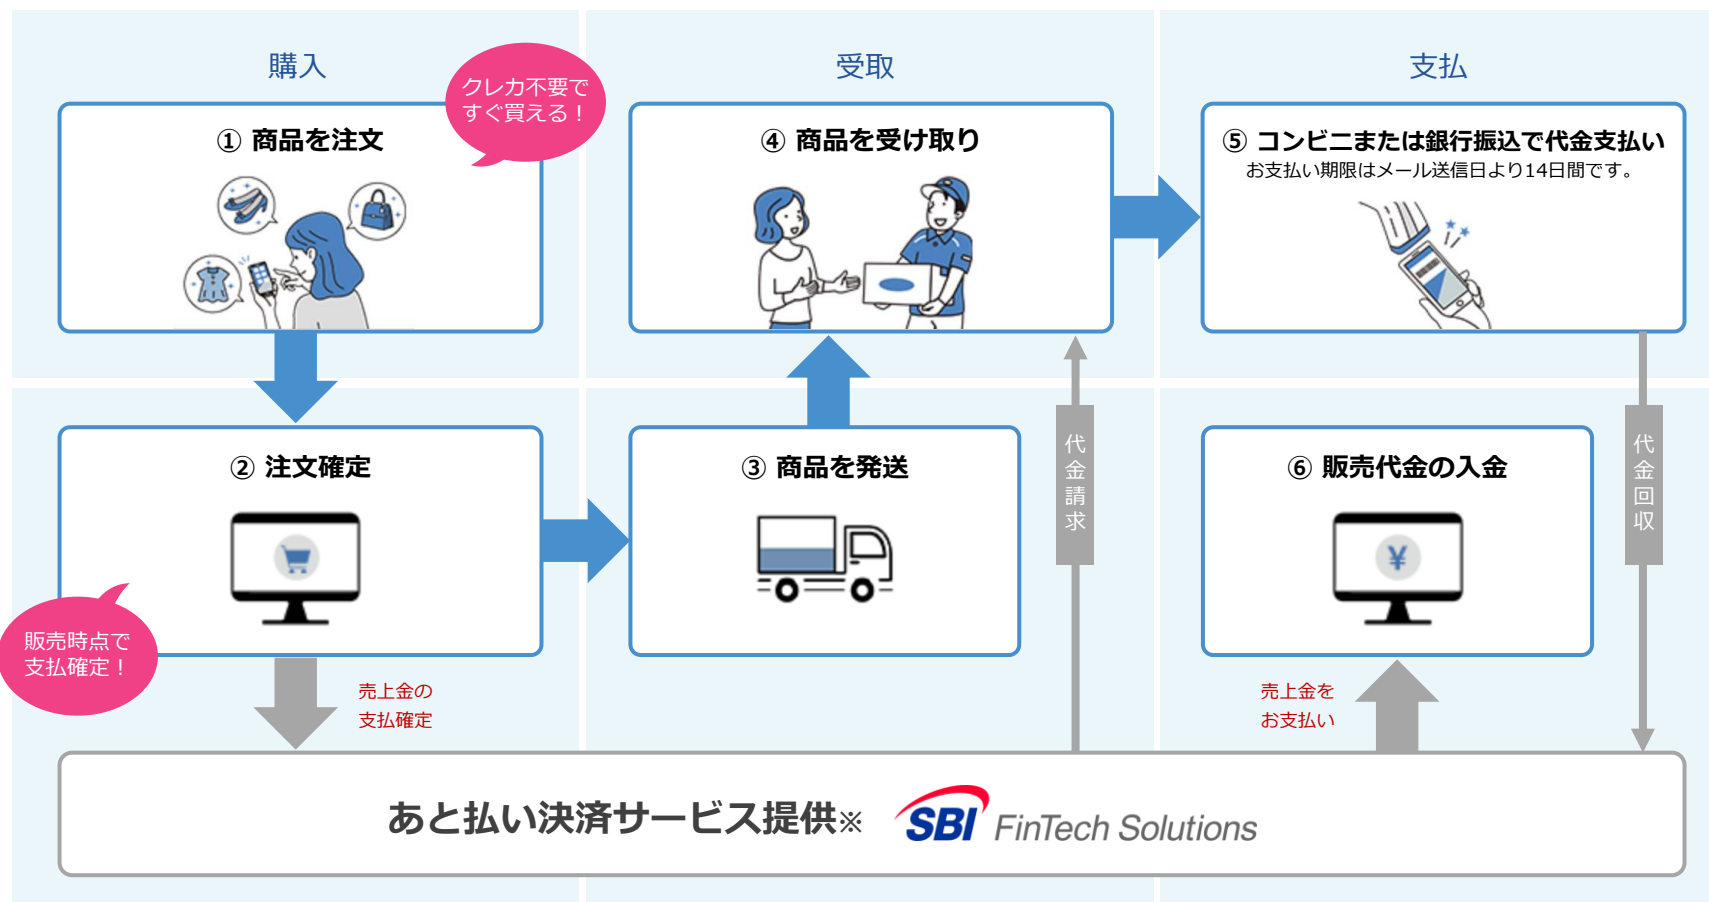 購入
受取
支払
クレカ不要で
すぐ買える！
① 商品を注文
④ 商品を受け取り
⑤ コンビニまたは銀行振込で代金支払い
お支払い期限はメール送信日より14日間です。
② 注文確定
③ 商品を発送
代金請求
⑥ 販売代金の入金
¥
代金回収
販売時点で
支払確定！
売上金の
支払確定
売上金を
お支払い
あと払い決済サービス提供※
SBI FinTech Solutions